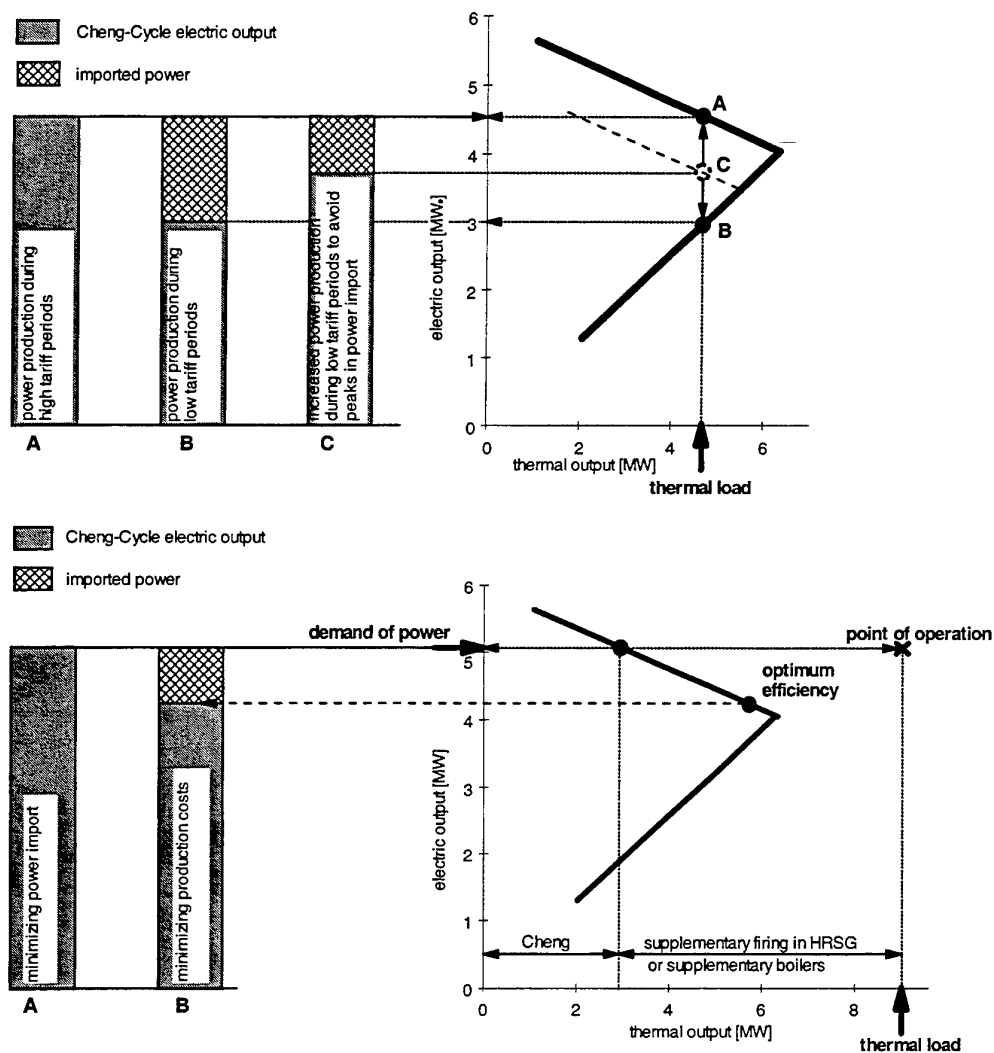 Cheng-Cycle electric output
imported power
power production during
high tariff periods
power production during
low tariff periods
increased power production
during low tariff periods to avoid
peaks in power import
A
B
C
6
5
4
3
2
1
0
electric output [MWe]
A
C
B
0
2
4
6
thermal output [MW]
thermal load
Cheng-Cycle electric output
imported power
demand of power
minimizing power import
minimizing production costs
A
B
6
5
4
3
2
1
0
electric output [MW]
point of operation
optimum
efficiency
Cheng
supplementary firing in HRSG
or supplementary boilers
0
2
4
6
8
thermal output [MW]
thermal load